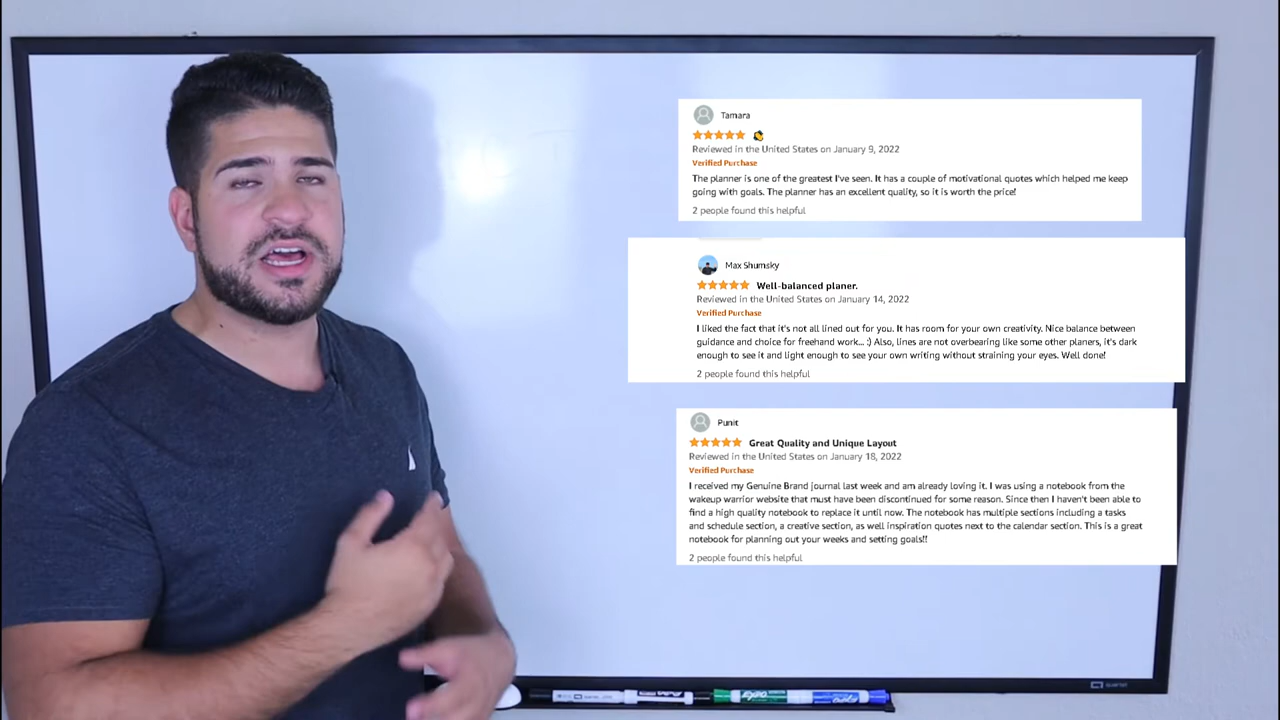 Tamara
Reviewed in the United States on January 9, 2022
Verified Purchase
The planner is one of the greatest I've seen. It has a couple of motivational quotes which helped me keep
going with goals. The planner has an excellent quality, so it is worth the price!
2 people found this helpful
Max Shumsky
Well-balanced planer.
Reviewed in the United States on January 14, 2022
Verified Purchase
I liked the fact that it's not all lined out for you. It has room for your own creativity. Nice balance between
guidance and choice for freehand work... :) Also, lines are not overbearing like some other planers, it's dark
enough to see it and light enough to see your own writing without straining your eyes. Well done!
2 people found this helpful
Punit
Great Quality and Unique Layout
Reviewed in the United States on January 18, 2022
Verified Purchase
I received my Genuine Brand journal last week and am already loving it. I was using a notebook from the
wakeup warrior website that must have been discontinued for some reason. Since then I haven't been able to
find a high quality notebook to replace it until now. The notebook has multiple sections including a tasks
and schedule section, a creative section, as well inspiration quotes next to the calendar section. This is a great
notebook for planning out your weeks and setting goals!!
2 people found this helpful
EXPO